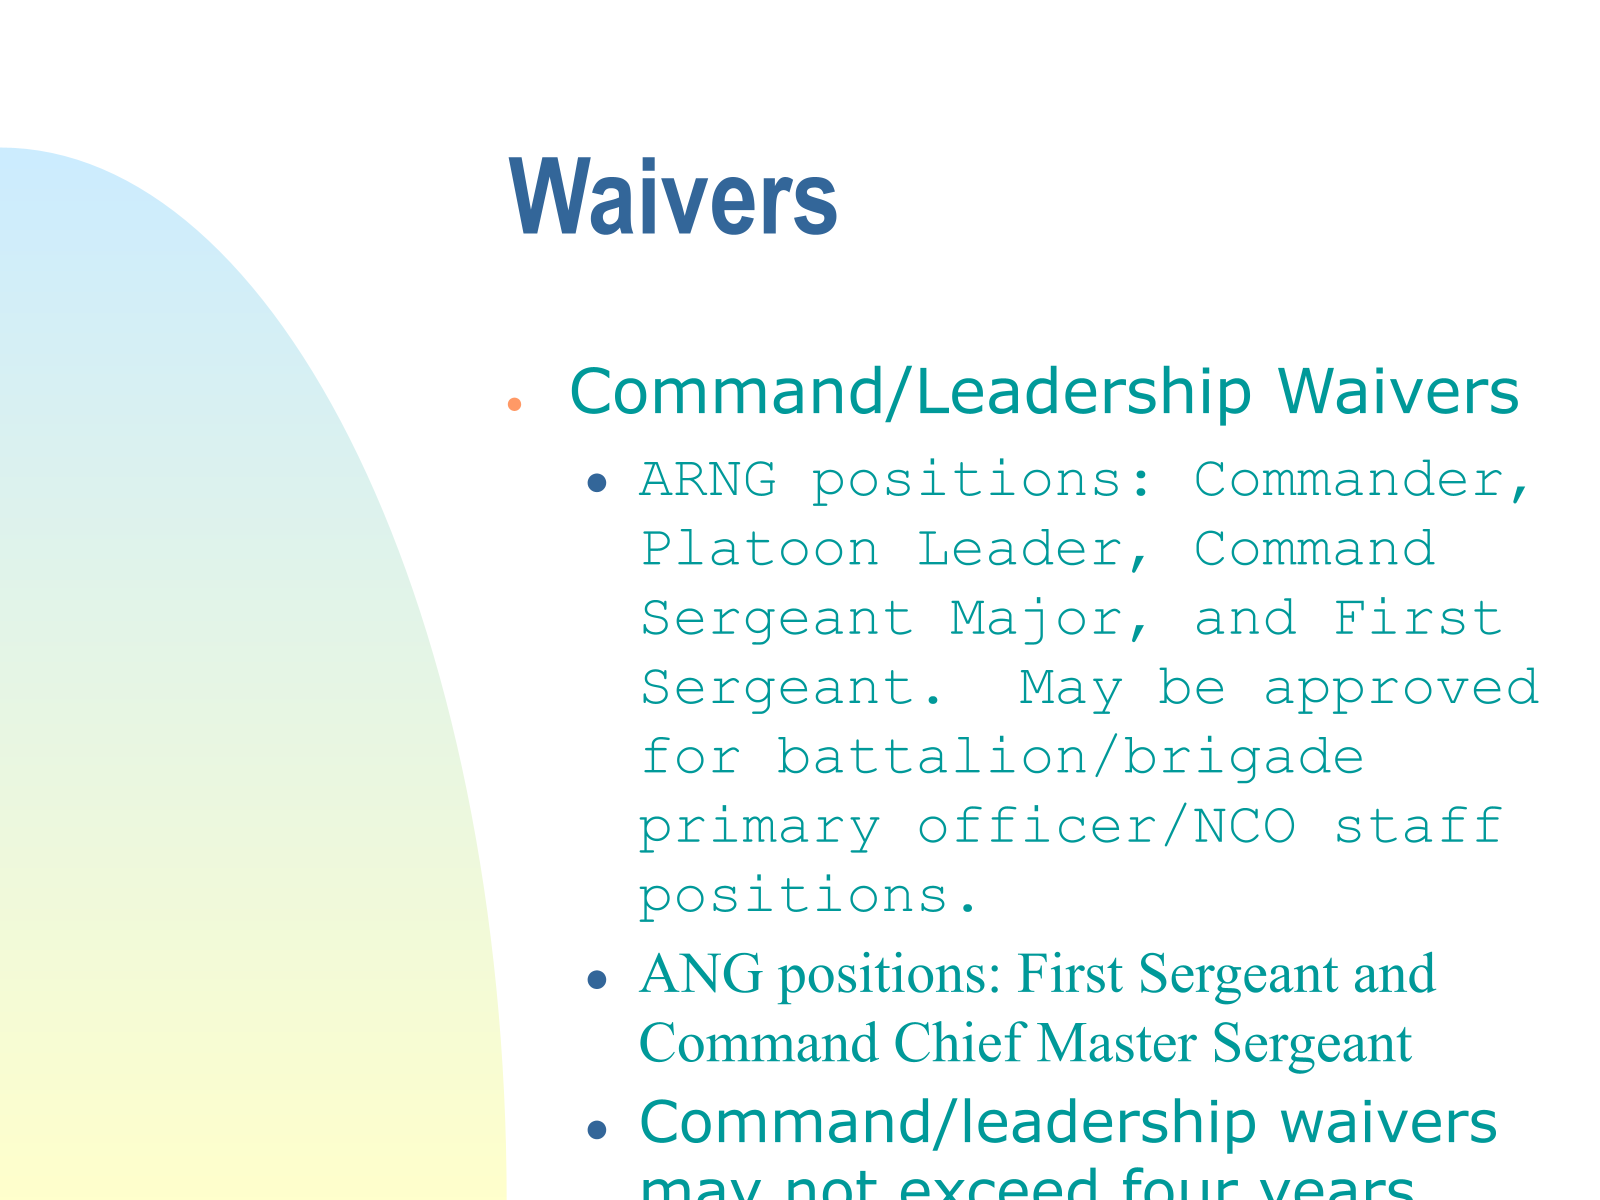 Waivers
Command/Leadership Waivers
ARNG positions: Commander,
Platoon Leader, Command
Sergeant Major, and First
Sergeant.  May be approved
for battalion/brigade
primary officer/NCO staff
positions.
ANG positions: First Sergeant and
Command Chief Master Sergeant
Command/leadership waivers
may not exceed four years